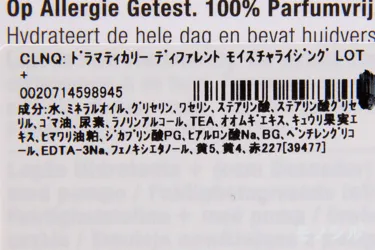 Op Allergie Getest. 100% Parfumvrij
Hydrateert de hele dag en bevat huidvers
CLNQ: ドラマティカリー ディファレント モイスチャライジング LOT
+
0020714598945
成分:水、ミネラルオイル、グリセリン、ワセリン、ステアリン酸、ステアリン酸グリセ
リル、ゴマ油、尿素、ラノリンアルコール、TEA、オオムギエキス、キュウリ果実エキ
ス、ヒマワリ油粕、ジカプリン酸PG、ヒアルロン酸Na、BG、ペンチレングリコ
ール、EDTA-3Na、フェノキシエタノール、黄5、黄4、赤227[39477]